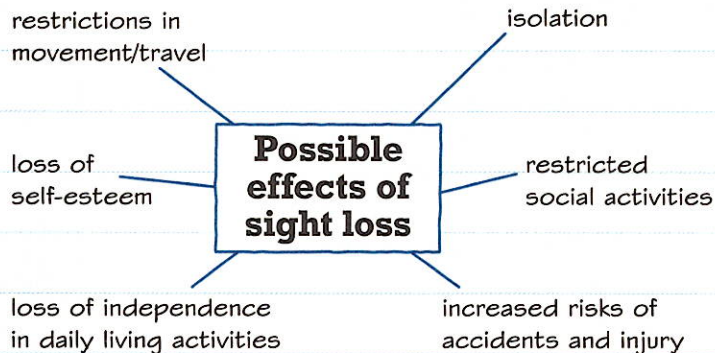 restrictions in
movement/travel
isolation
Possible
effects of
sight loss
loss of
self-esteem
restricted
social activities
loss of independence
in daily living activities
increased risks of
accidents and injury